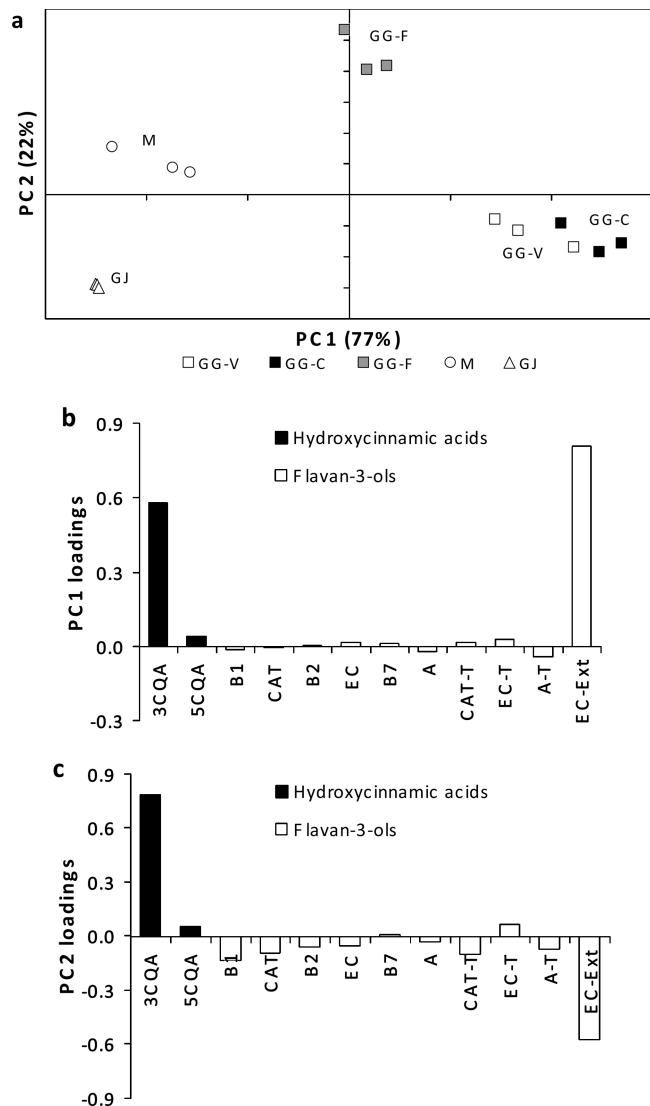 a
GG-F
M
PC2 (22%)
GG-C
GG-V
GJ
PC1 (77%)
GG-V GG-C GG-F M GJ
b
0.9
Hydroxycinnamic acids
Flavan-3-ols
0.6
0.3
0.0
-0.3
PC1 loadings
3CQA 5CQA B1 CAT B2 EC B7 A CAT-T EC-T A-T EC-Ext
c
0.9
Hydroxycinnamic acids
Flavan-3-ols
0.6
0.3
0.0
-0.3
-0.6
-0.9
PC2 loadings
3CQA 5CQA B1 CAT B2 EC B7 A CAT-T EC-T A-T EC-Ext